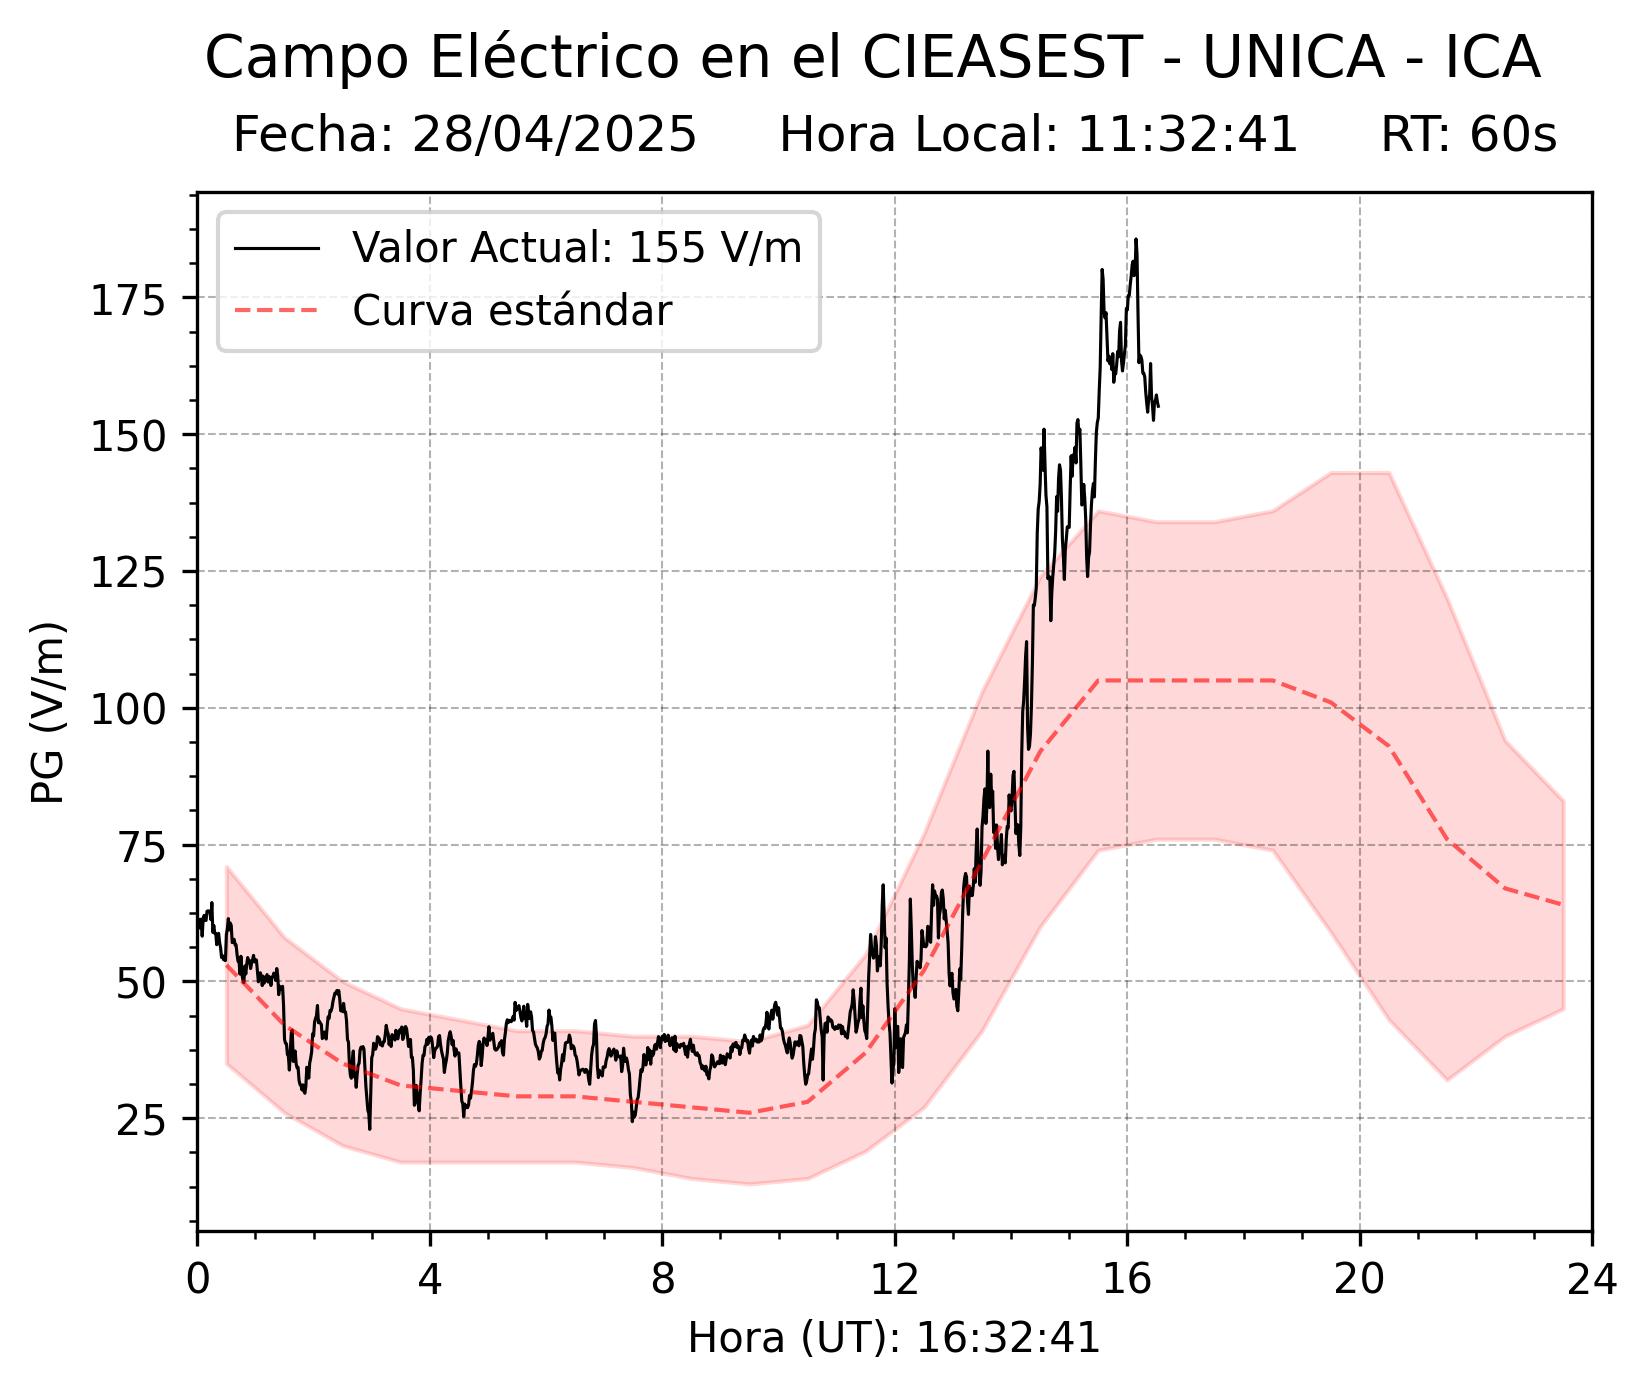 Campo Eléctrico en el CIEASEST - UNICA - ICA
Fecha: 28/04/2025 Hora Local: 11:32:41 RT: 60s
Valor Actual: 155 V/m
Curva estándar
PG (V/m)
175
150
125
100
75
50
25
0 4 8 12 16 20 24
Hora (UT): 16:32:41